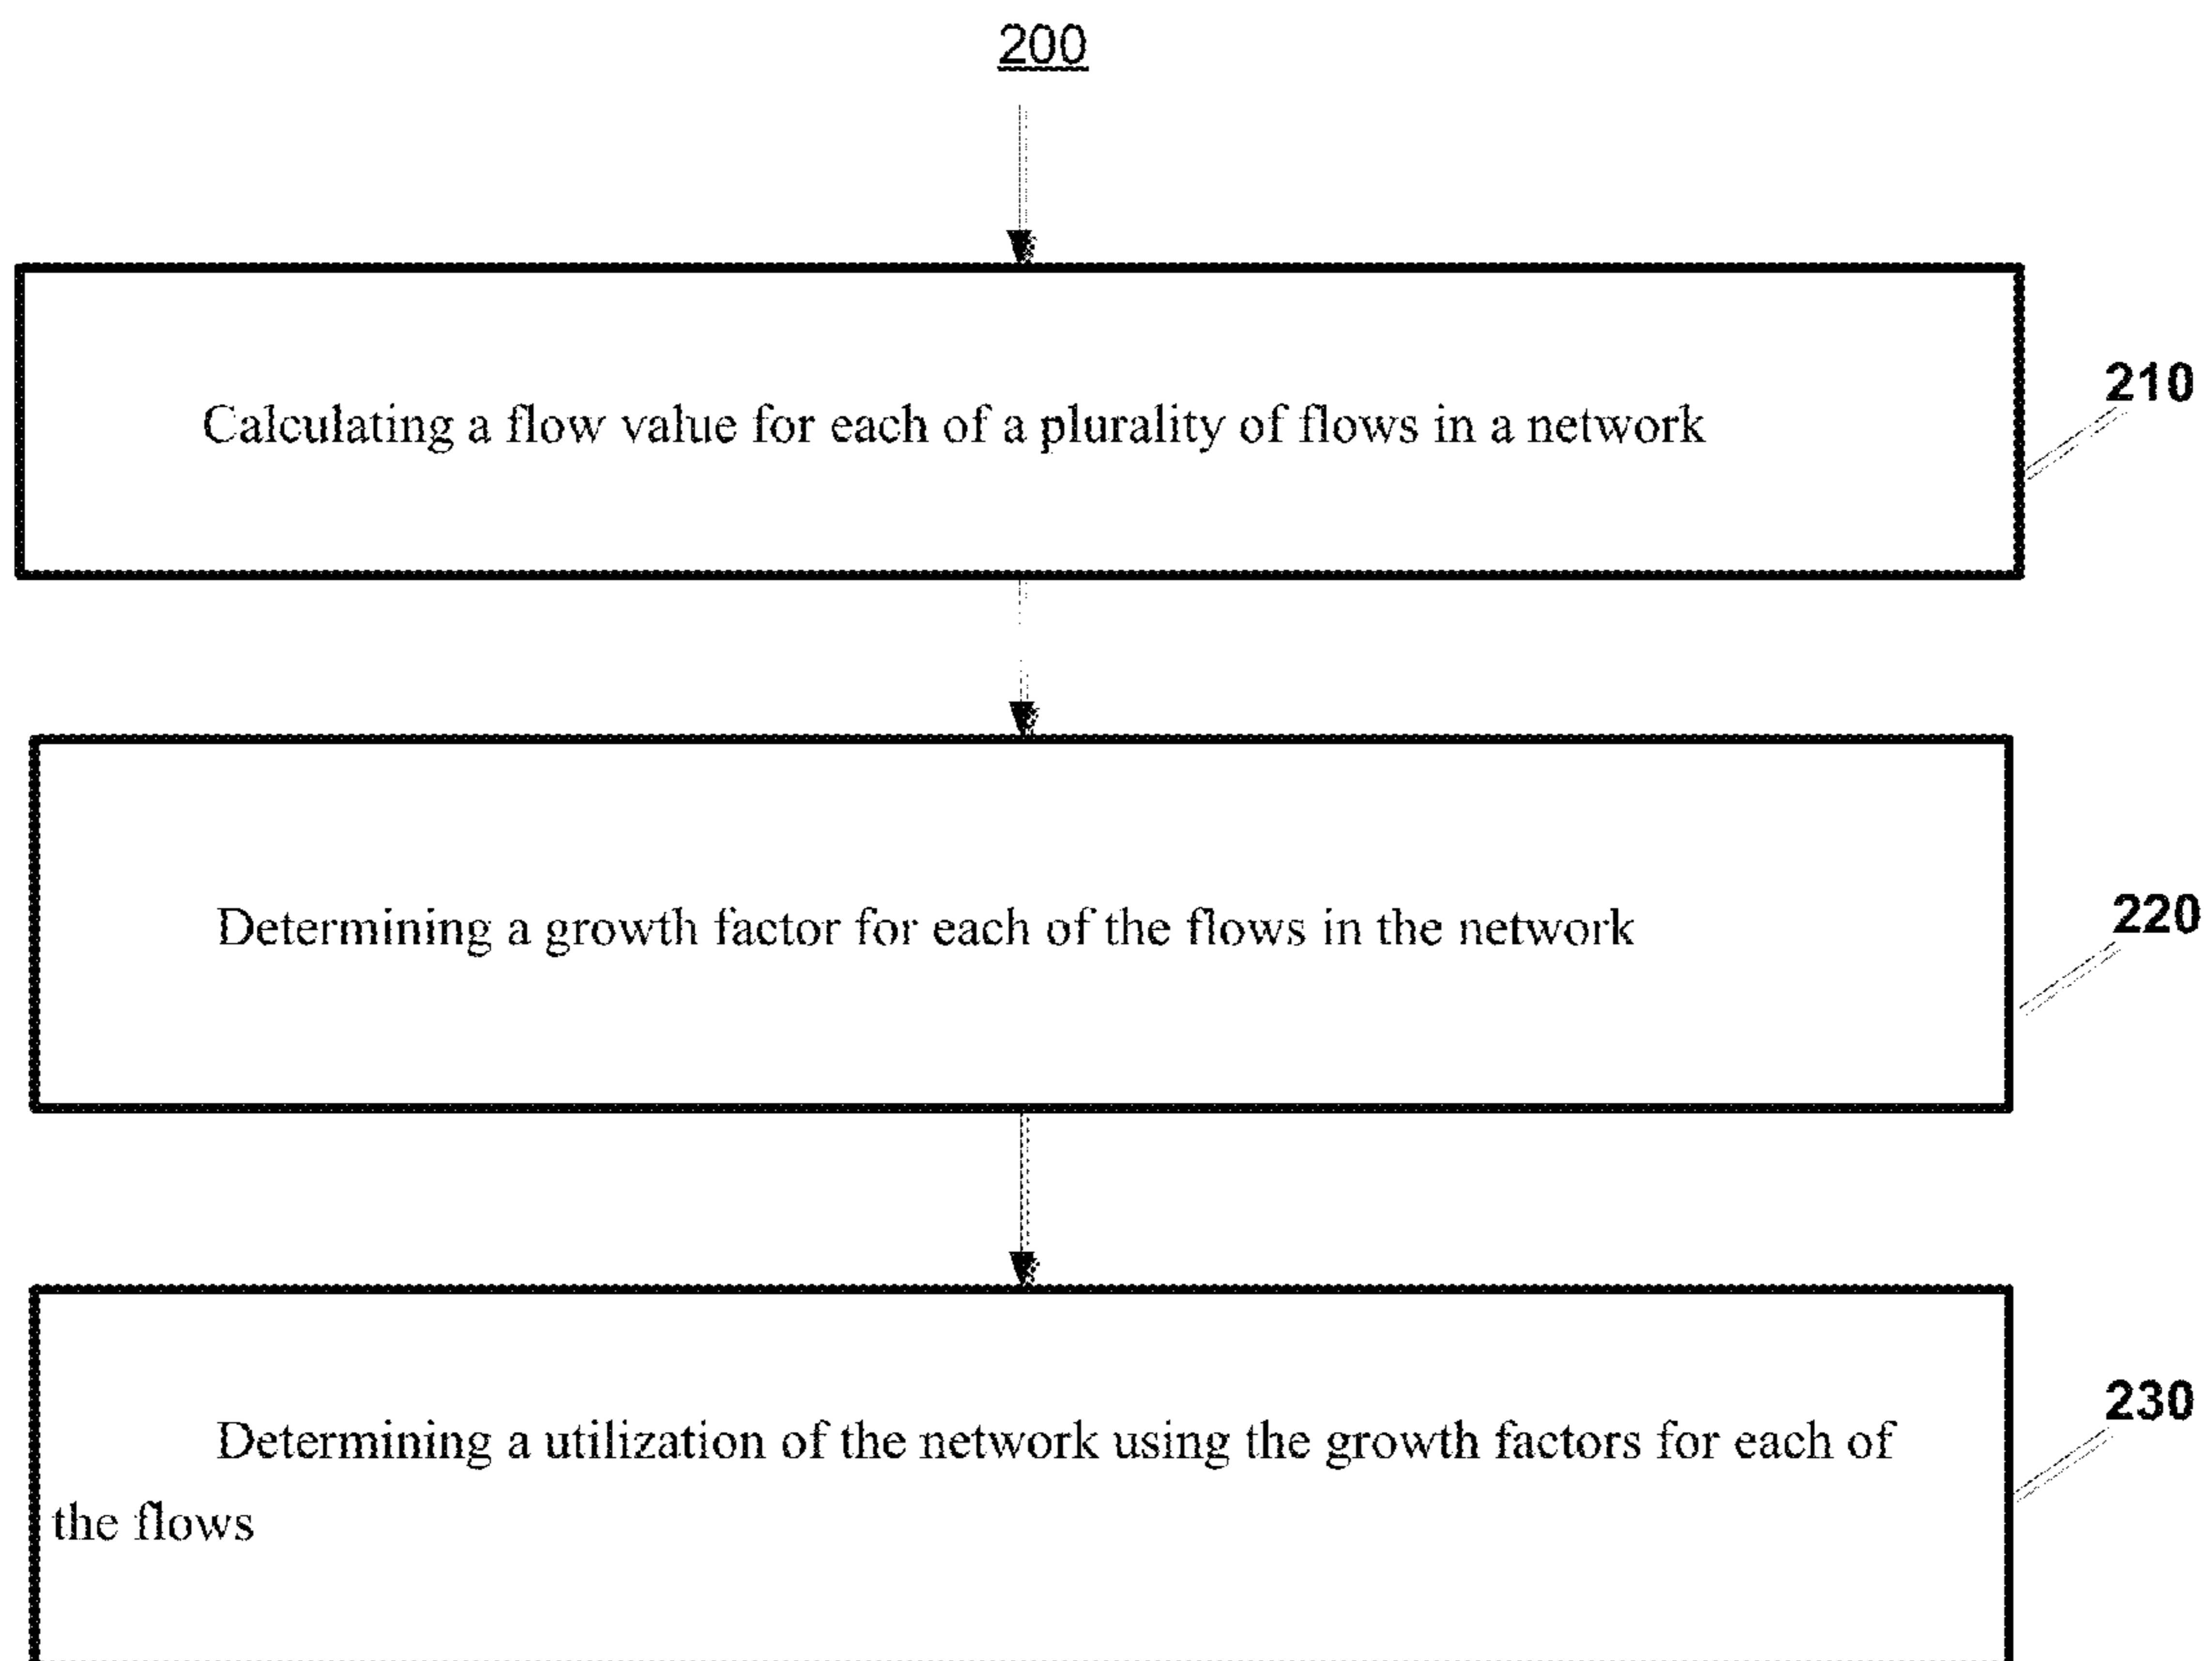 200
Calculating a flow value for each of a plurality of flows in a network
210
Determining a growth factor for each of the flows in the network
220
Determining a utilization of the network using the growth factors for each of
the flows
230